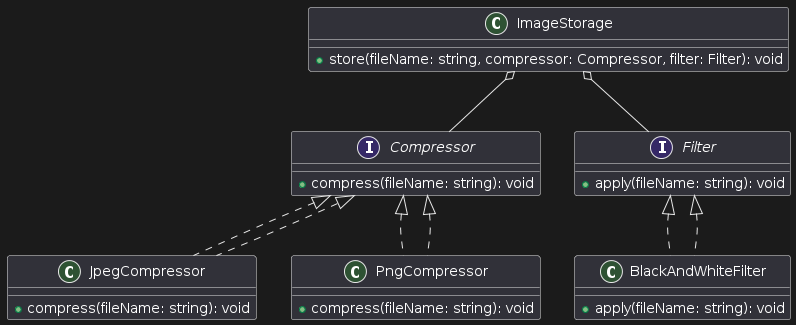 C ImageStorage
store(fileName: string, compressor: Compressor, filter: Filter): void
I Compressor
compress(fileName: string): void
I Filter
apply(fileName: string): void
C JpegCompressor
compress(fileName: string): void
C PngCompressor
compress(fileName: string): void
C BlackAndWhiteFilter
apply(fileName: string): void